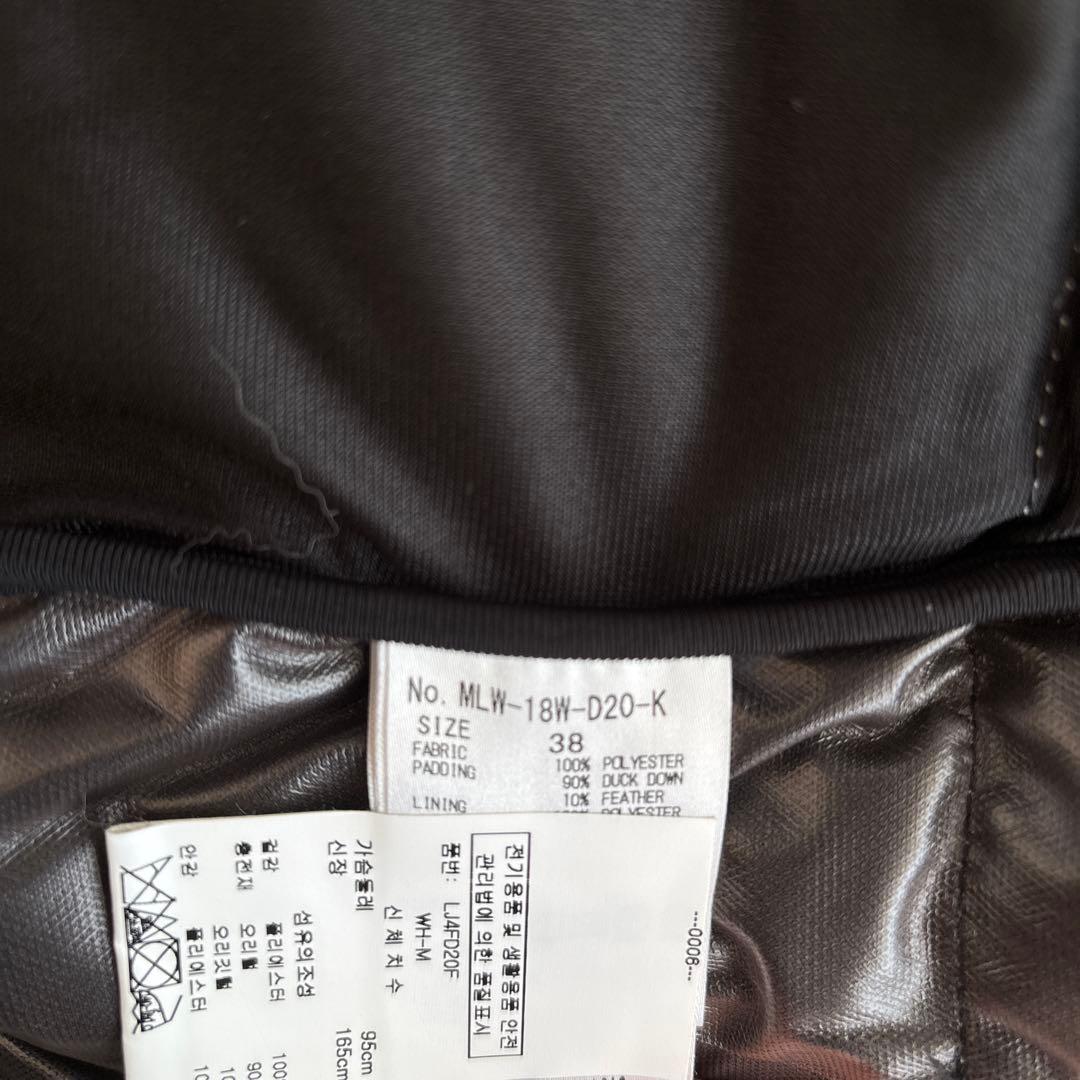 No. MLW-18W-D20-K
SIZE 38
FABRIC 100% POLYESTER
PADDING 90% DUCK DOWN
10% FEATHER
LINING POLYESTER
---0006---
전기용품 및 생활용품 안전
관리법에 의한 품질표시
품번: LJ4FD20F
WH-M
신 체 치 수
가슴둘레 95cm
신장 165cm
섬유의조성
겉감 폴리에스터
충전재 오리털
오리깃털
안감 폴리에스터